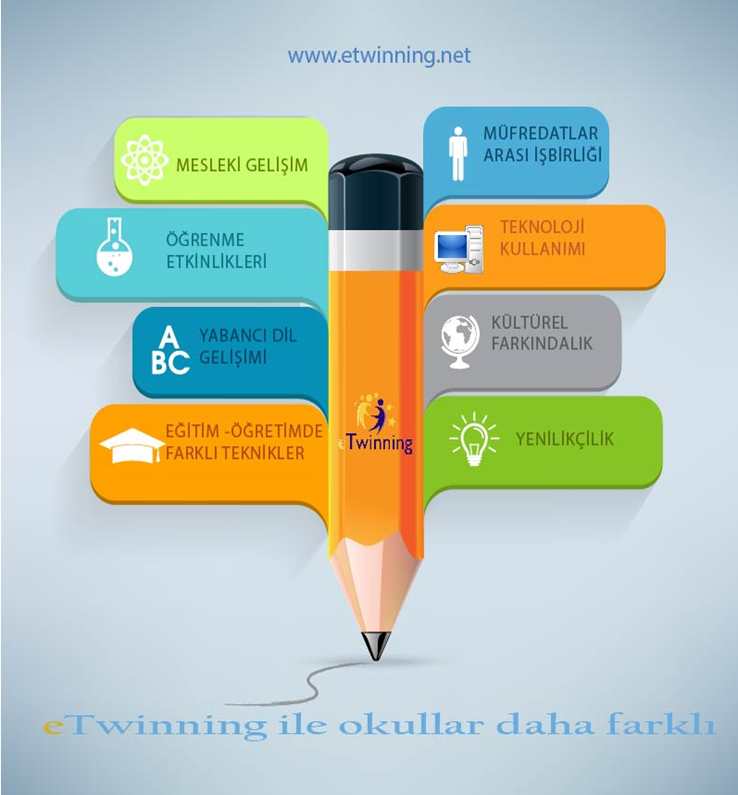 www.etwinning.net
MESLEKİ GELİŞİM
ÖĞRENME
ETKİNLİKLERİ
YABANCI DİL
GELİŞİMİ
A
BC
EĞİTİM -ÖĞRETİMDE
FARKLI TEKNİKLER
MÜFREDATLAR
ARASI İŞBİRLİĞİ
TEKNOLOJİ
KULLANIMI
KÜLTÜREL
FARKINDALIK
YENİLİKÇİLİK
eTwinning
eTwinning ile okullar daha farklı